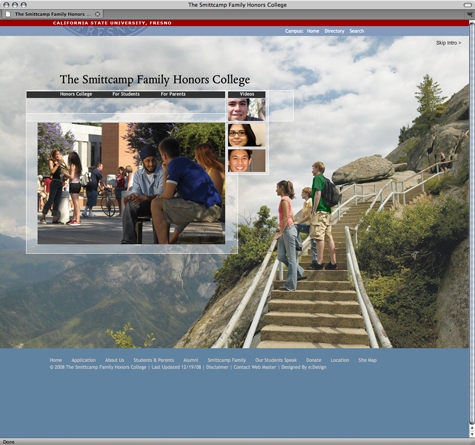 The Smittcamp Family Honors College
The Smittcamp Family Honors ...
CALIFORNIA STATE UNIVERSITY, FRESNO
FRESNO
Campus: Home Directory Search
Skip Intro >
The Smittcamp Family Honors College
Honors College For Students For Parents Videos
Home Application About Us Students & Parents Alumni Smittcamp Family Our Students Speak Donate Location Site Map
© 2008 The Smittcamp Family Honors College | Last Updated 12/19/08 | Disclaimer | Contact Web Master | Designed By eDesign
Done